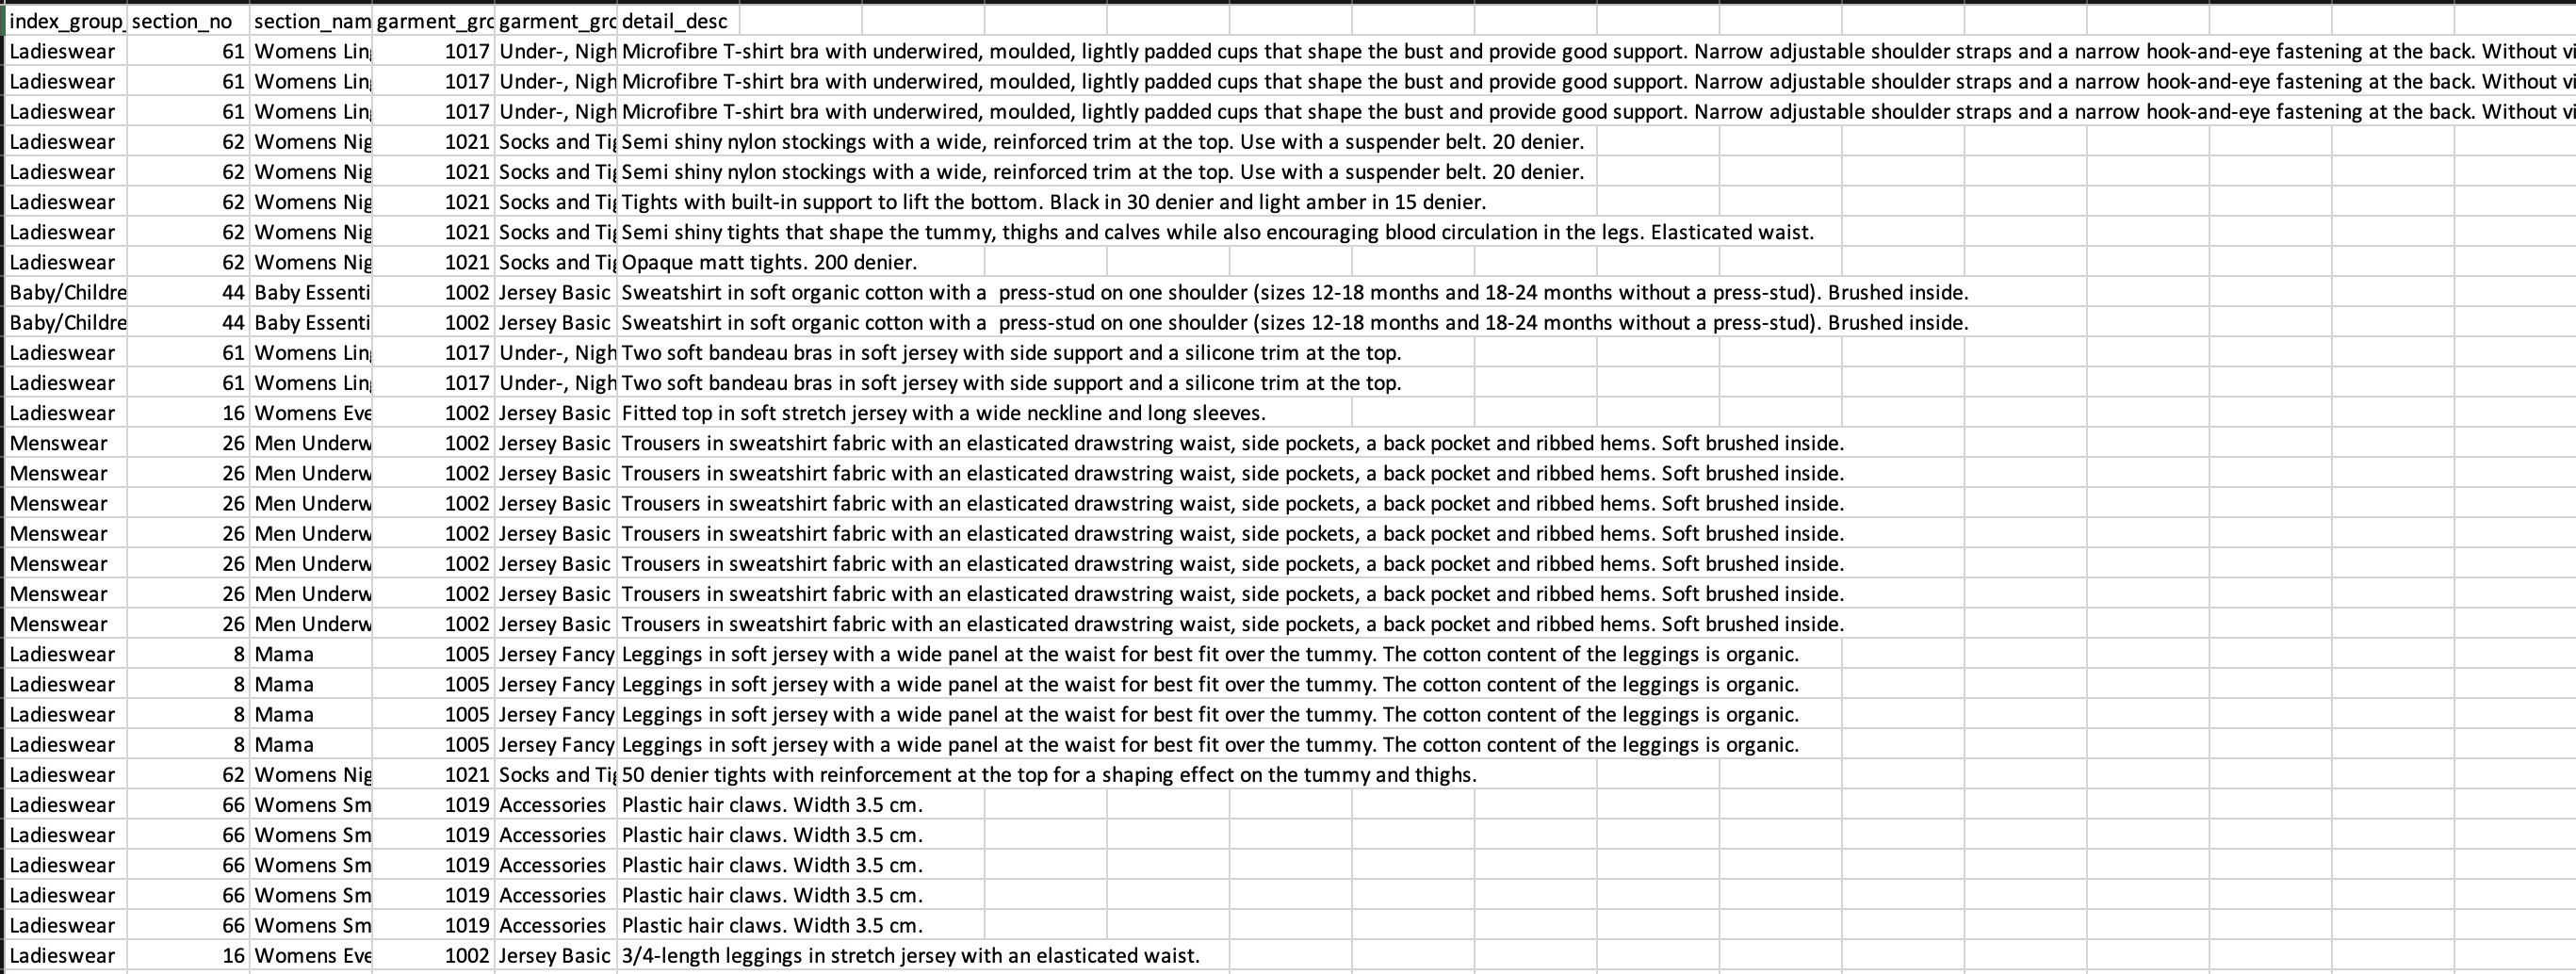 index_group_ section_no section_nam garment_grc garment_grc detail_desc
Ladieswear 61 Womens Lin 1017 Under-, Nigh Microfibre T-shirt bra with underwired, moulded, lightly padded cups that shape the bust and provide good support. Narrow adjustable shoulder straps and a narrow hook-and-eye fastening at the back. Without vi
Ladieswear 61 Womens Lin 1017 Under-, Nigh Microfibre T-shirt bra with underwired, moulded, lightly padded cups that shape the bust and provide good support. Narrow adjustable shoulder straps and a narrow hook-and-eye fastening at the back. Without vi
Ladieswear 61 Womens Lin 1017 Under-, Nigh Microfibre T-shirt bra with underwired, moulded, lightly padded cups that shape the bust and provide good support. Narrow adjustable shoulder straps and a narrow hook-and-eye fastening at the back. Without vi
Ladieswear 62 Womens Nig 1021 Socks and Tig Semi shiny nylon stockings with a wide, reinforced trim at the top. Use with a suspender belt. 20 denier.
Ladieswear 62 Womens Nig 1021 Socks and Tig Semi shiny nylon stockings with a wide, reinforced trim at the top. Use with a suspender belt. 20 denier.
Ladieswear 62 Womens Nig 1021 Socks and Tig Tights with built-in support to lift the bottom. Black in 30 denier and light amber in 15 denier.
Ladieswear 62 Womens Nig 1021 Socks and Tig Semi shiny tights that shape the tummy, thighs and calves while also encouraging blood circulation in the legs. Elasticated waist.
Ladieswear 62 Womens Nig 1021 Socks and Tig Opaque matt tights. 200 denier.
Baby/Childre 44 Baby Essenti 1002 Jersey Basic Sweatshirt in soft organic cotton with a  press-stud on one shoulder (sizes 12-18 months and 18-24 months without a press-stud). Brushed inside.
Baby/Childre 44 Baby Essenti 1002 Jersey Basic Sweatshirt in soft organic cotton with a  press-stud on one shoulder (sizes 12-18 months and 18-24 months without a press-stud). Brushed inside.
Ladieswear 61 Womens Lin 1017 Under-, Nigh Two soft bandeau bras in soft jersey with side support and a silicone trim at the top.
Ladieswear 61 Womens Lin 1017 Under-, Nigh Two soft bandeau bras in soft jersey with side support and a silicone trim at the top.
Ladieswear 16 Womens Eve 1002 Jersey Basic Fitted top in soft stretch jersey with a wide neckline and long sleeves.
Menswear 26 Men Underw 1002 Jersey Basic Trousers in sweatshirt fabric with an elasticated drawstring waist, side pockets, a back pocket and ribbed hems. Soft brushed inside.
Menswear 26 Men Underw 1002 Jersey Basic Trousers in sweatshirt fabric with an elasticated drawstring waist, side pockets, a back pocket and ribbed hems. Soft brushed inside.
Menswear 26 Men Underw 1002 Jersey Basic Trousers in sweatshirt fabric with an elasticated drawstring waist, side pockets, a back pocket and ribbed hems. Soft brushed inside.
Menswear 26 Men Underw 1002 Jersey Basic Trousers in sweatshirt fabric with an elasticated drawstring waist, side pockets, a back pocket and ribbed hems. Soft brushed inside.
Menswear 26 Men Underw 1002 Jersey Basic Trousers in sweatshirt fabric with an elasticated drawstring waist, side pockets, a back pocket and ribbed hems. Soft brushed inside.
Menswear 26 Men Underw 1002 Jersey Basic Trousers in sweatshirt fabric with an elasticated drawstring waist, side pockets, a back pocket and ribbed hems. Soft brushed inside.
Menswear 26 Men Underw 1002 Jersey Basic Trousers in sweatshirt fabric with an elasticated drawstring waist, side pockets, a back pocket and ribbed hems. Soft brushed inside.
Ladieswear 8 Mama 1005 Jersey Fancy Leggings in soft jersey with a wide panel at the waist for best fit over the tummy. The cotton content of the leggings is organic.
Ladieswear 8 Mama 1005 Jersey Fancy Leggings in soft jersey with a wide panel at the waist for best fit over the tummy. The cotton content of the leggings is organic.
Ladieswear 8 Mama 1005 Jersey Fancy Leggings in soft jersey with a wide panel at the waist for best fit over the tummy. The cotton content of the leggings is organic.
Ladieswear 8 Mama 1005 Jersey Fancy Leggings in soft jersey with a wide panel at the waist for best fit over the tummy. The cotton content of the leggings is organic.
Ladieswear 62 Womens Nig 1021 Socks and Tig 50 denier tights with reinforcement at the top for a shaping effect on the tummy and thighs.
Ladieswear 66 Womens Sm 1019 Accessories Plastic hair claws. Width 3.5 cm.
Ladieswear 66 Womens Sm 1019 Accessories Plastic hair claws. Width 3.5 cm.
Ladieswear 66 Womens Sm 1019 Accessories Plastic hair claws. Width 3.5 cm.
Ladieswear 66 Womens Sm 1019 Accessories Plastic hair claws. Width 3.5 cm.
Ladieswear 66 Womens Sm 1019 Accessories Plastic hair claws. Width 3.5 cm.
Ladieswear 16 Womens Eve 1002 Jersey Basic 3/4-length leggings in stretch jersey with an elasticated waist.